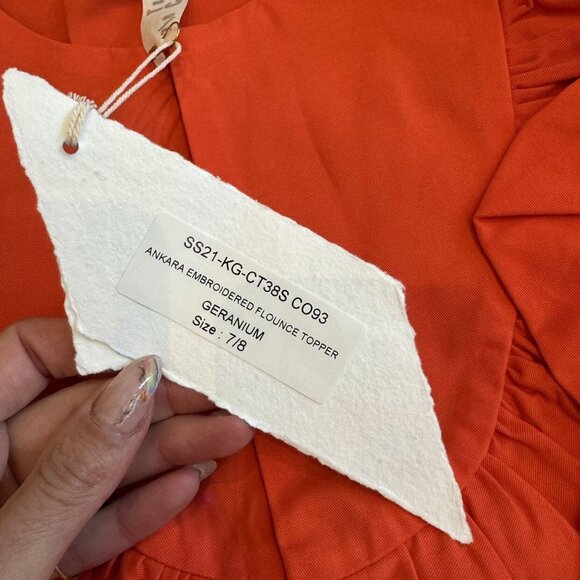 SS21-KG-CT38S CO93
ANKARA EMBROIDERED FLOUNCE TOPPER
GERANIUM
Size : 7/8